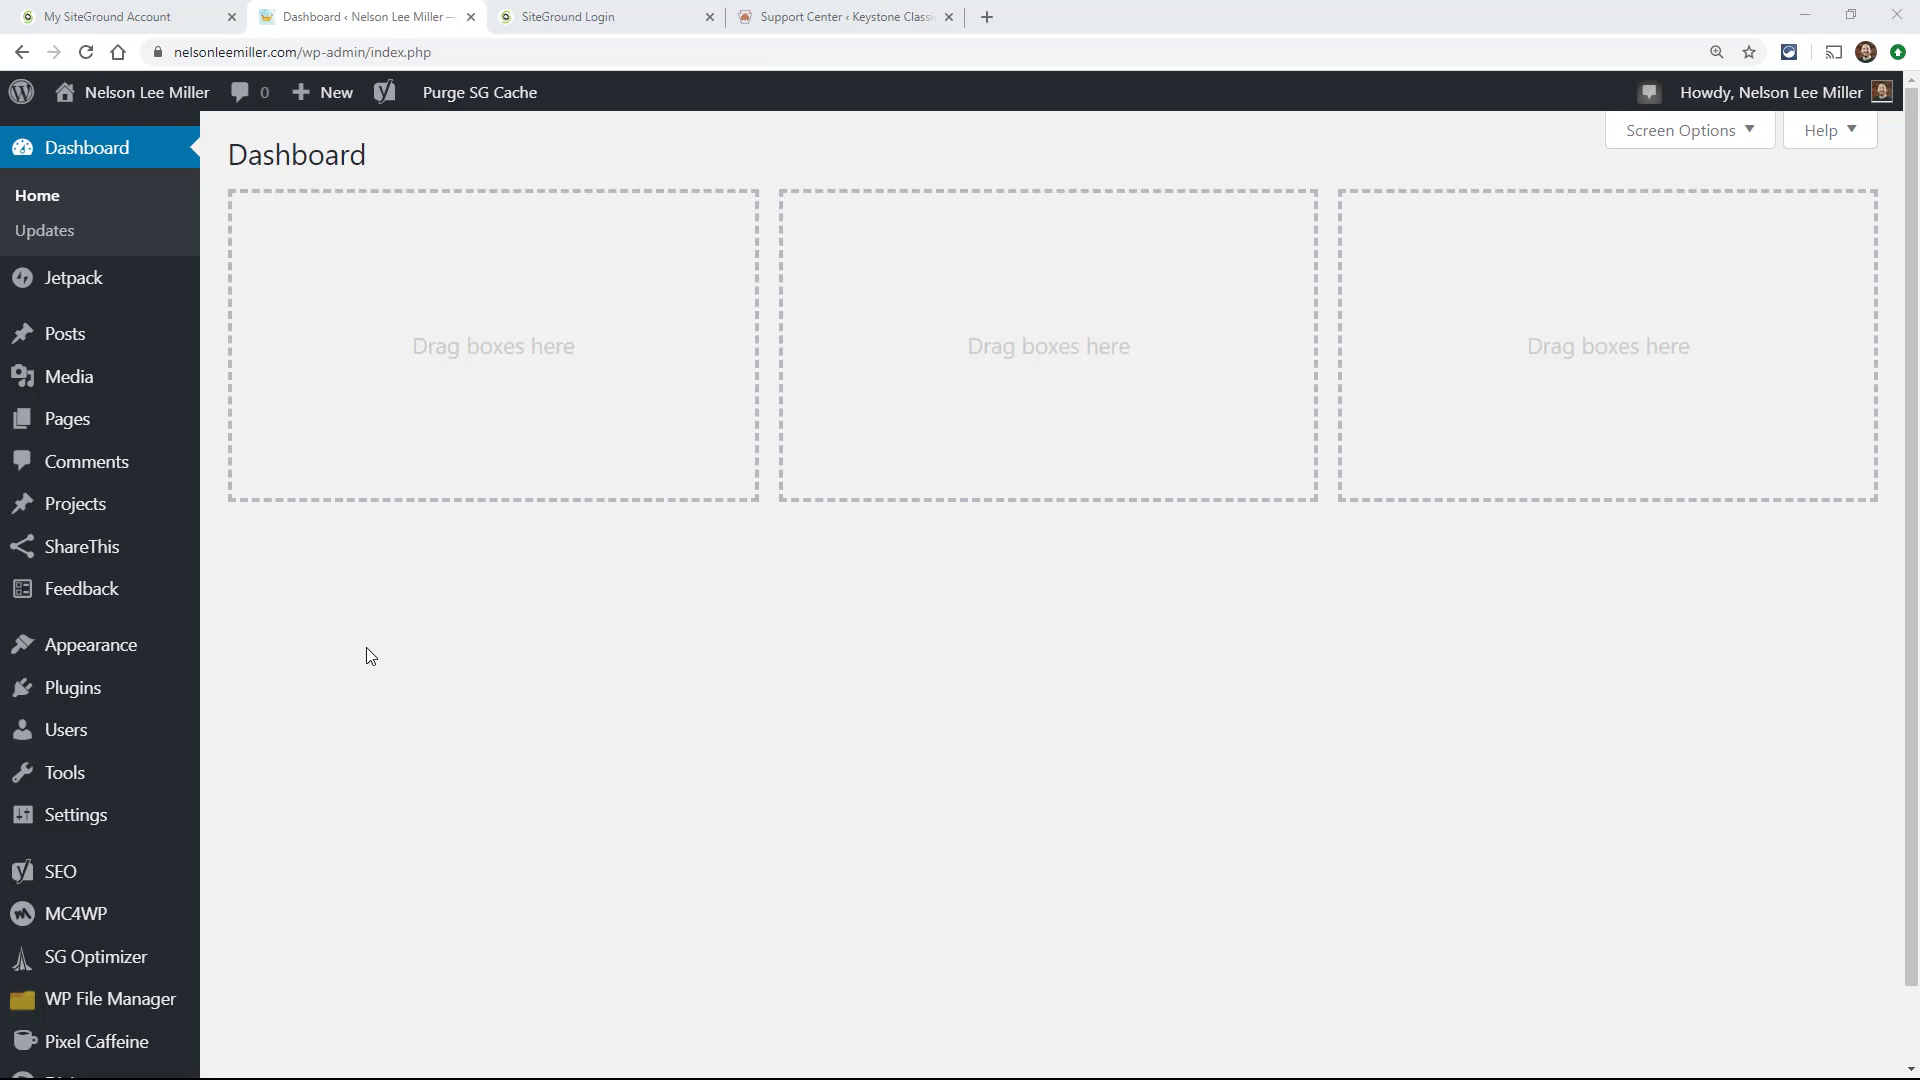 My SiteGround Account
Dashboard ‹ Nelson Lee Miller —
SiteGround Login
Support Center ‹ Keystone Classi
nelsonleemiller.com/wp-admin/index.php
Nelson Lee Miller
0
New
Purge SG Cache
Howdy, Nelson Lee Miller
Dashboard
Screen Options
Help
Dashboard
Home
Updates
Jetpack
Posts
Media
Pages
Comments
Projects
ShareThis
Feedback
Appearance
Plugins
Users
Tools
Settings
SEO
MC4WP
SG Optimizer
WP File Manager
Pixel Caffeine
Drag boxes here
Drag boxes here
Drag boxes here